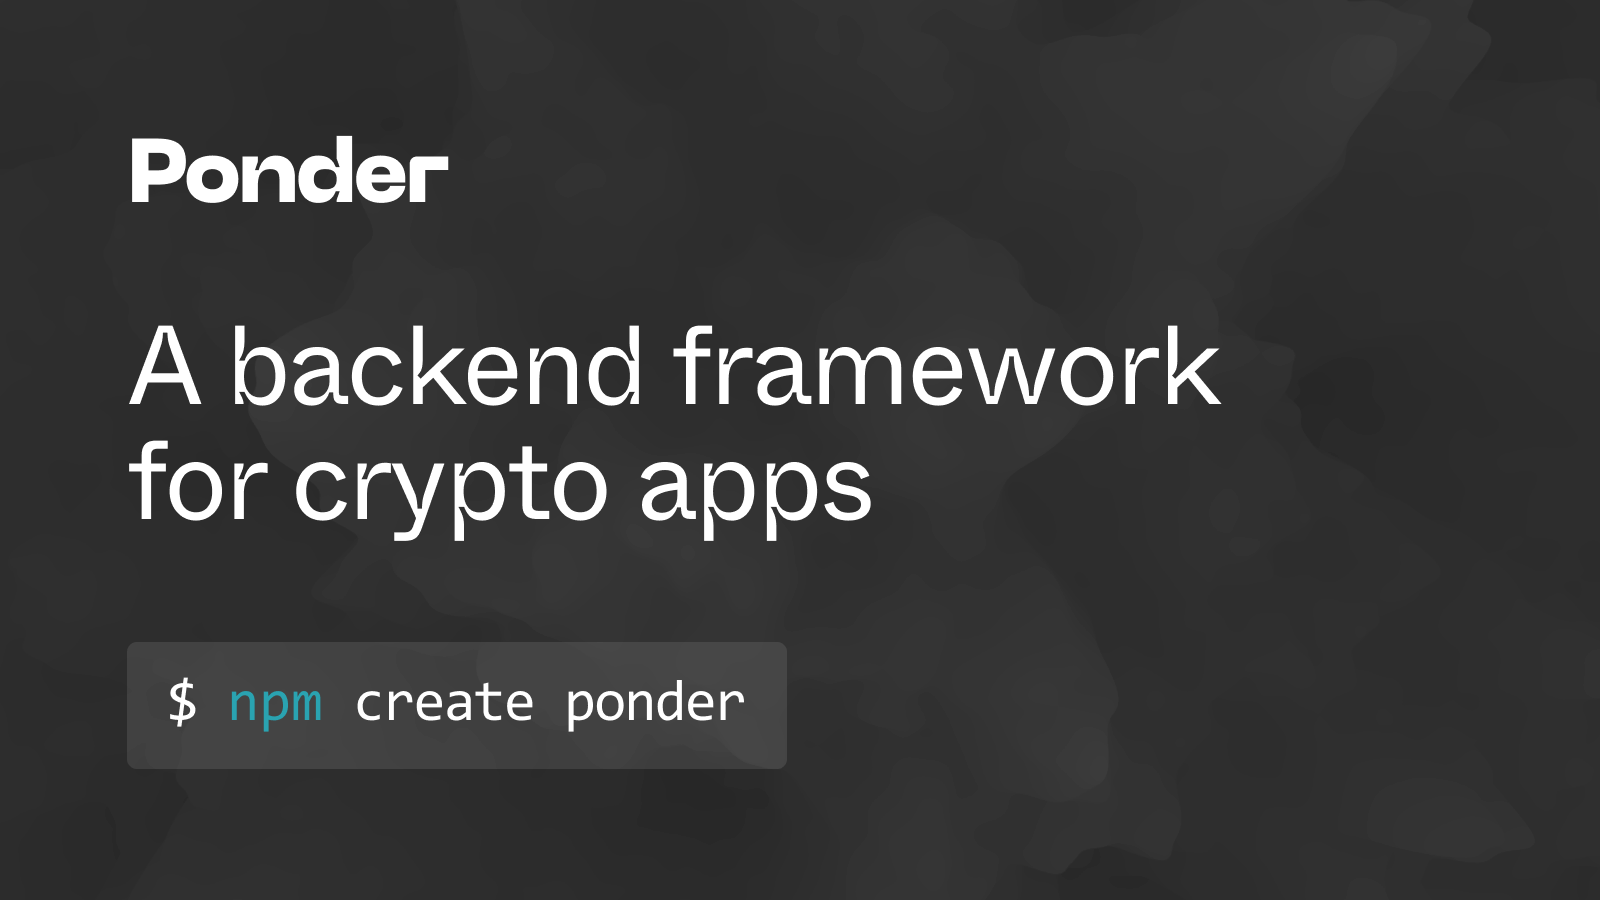 Ponder
A backend framework
for crypto apps
$ npm create ponder